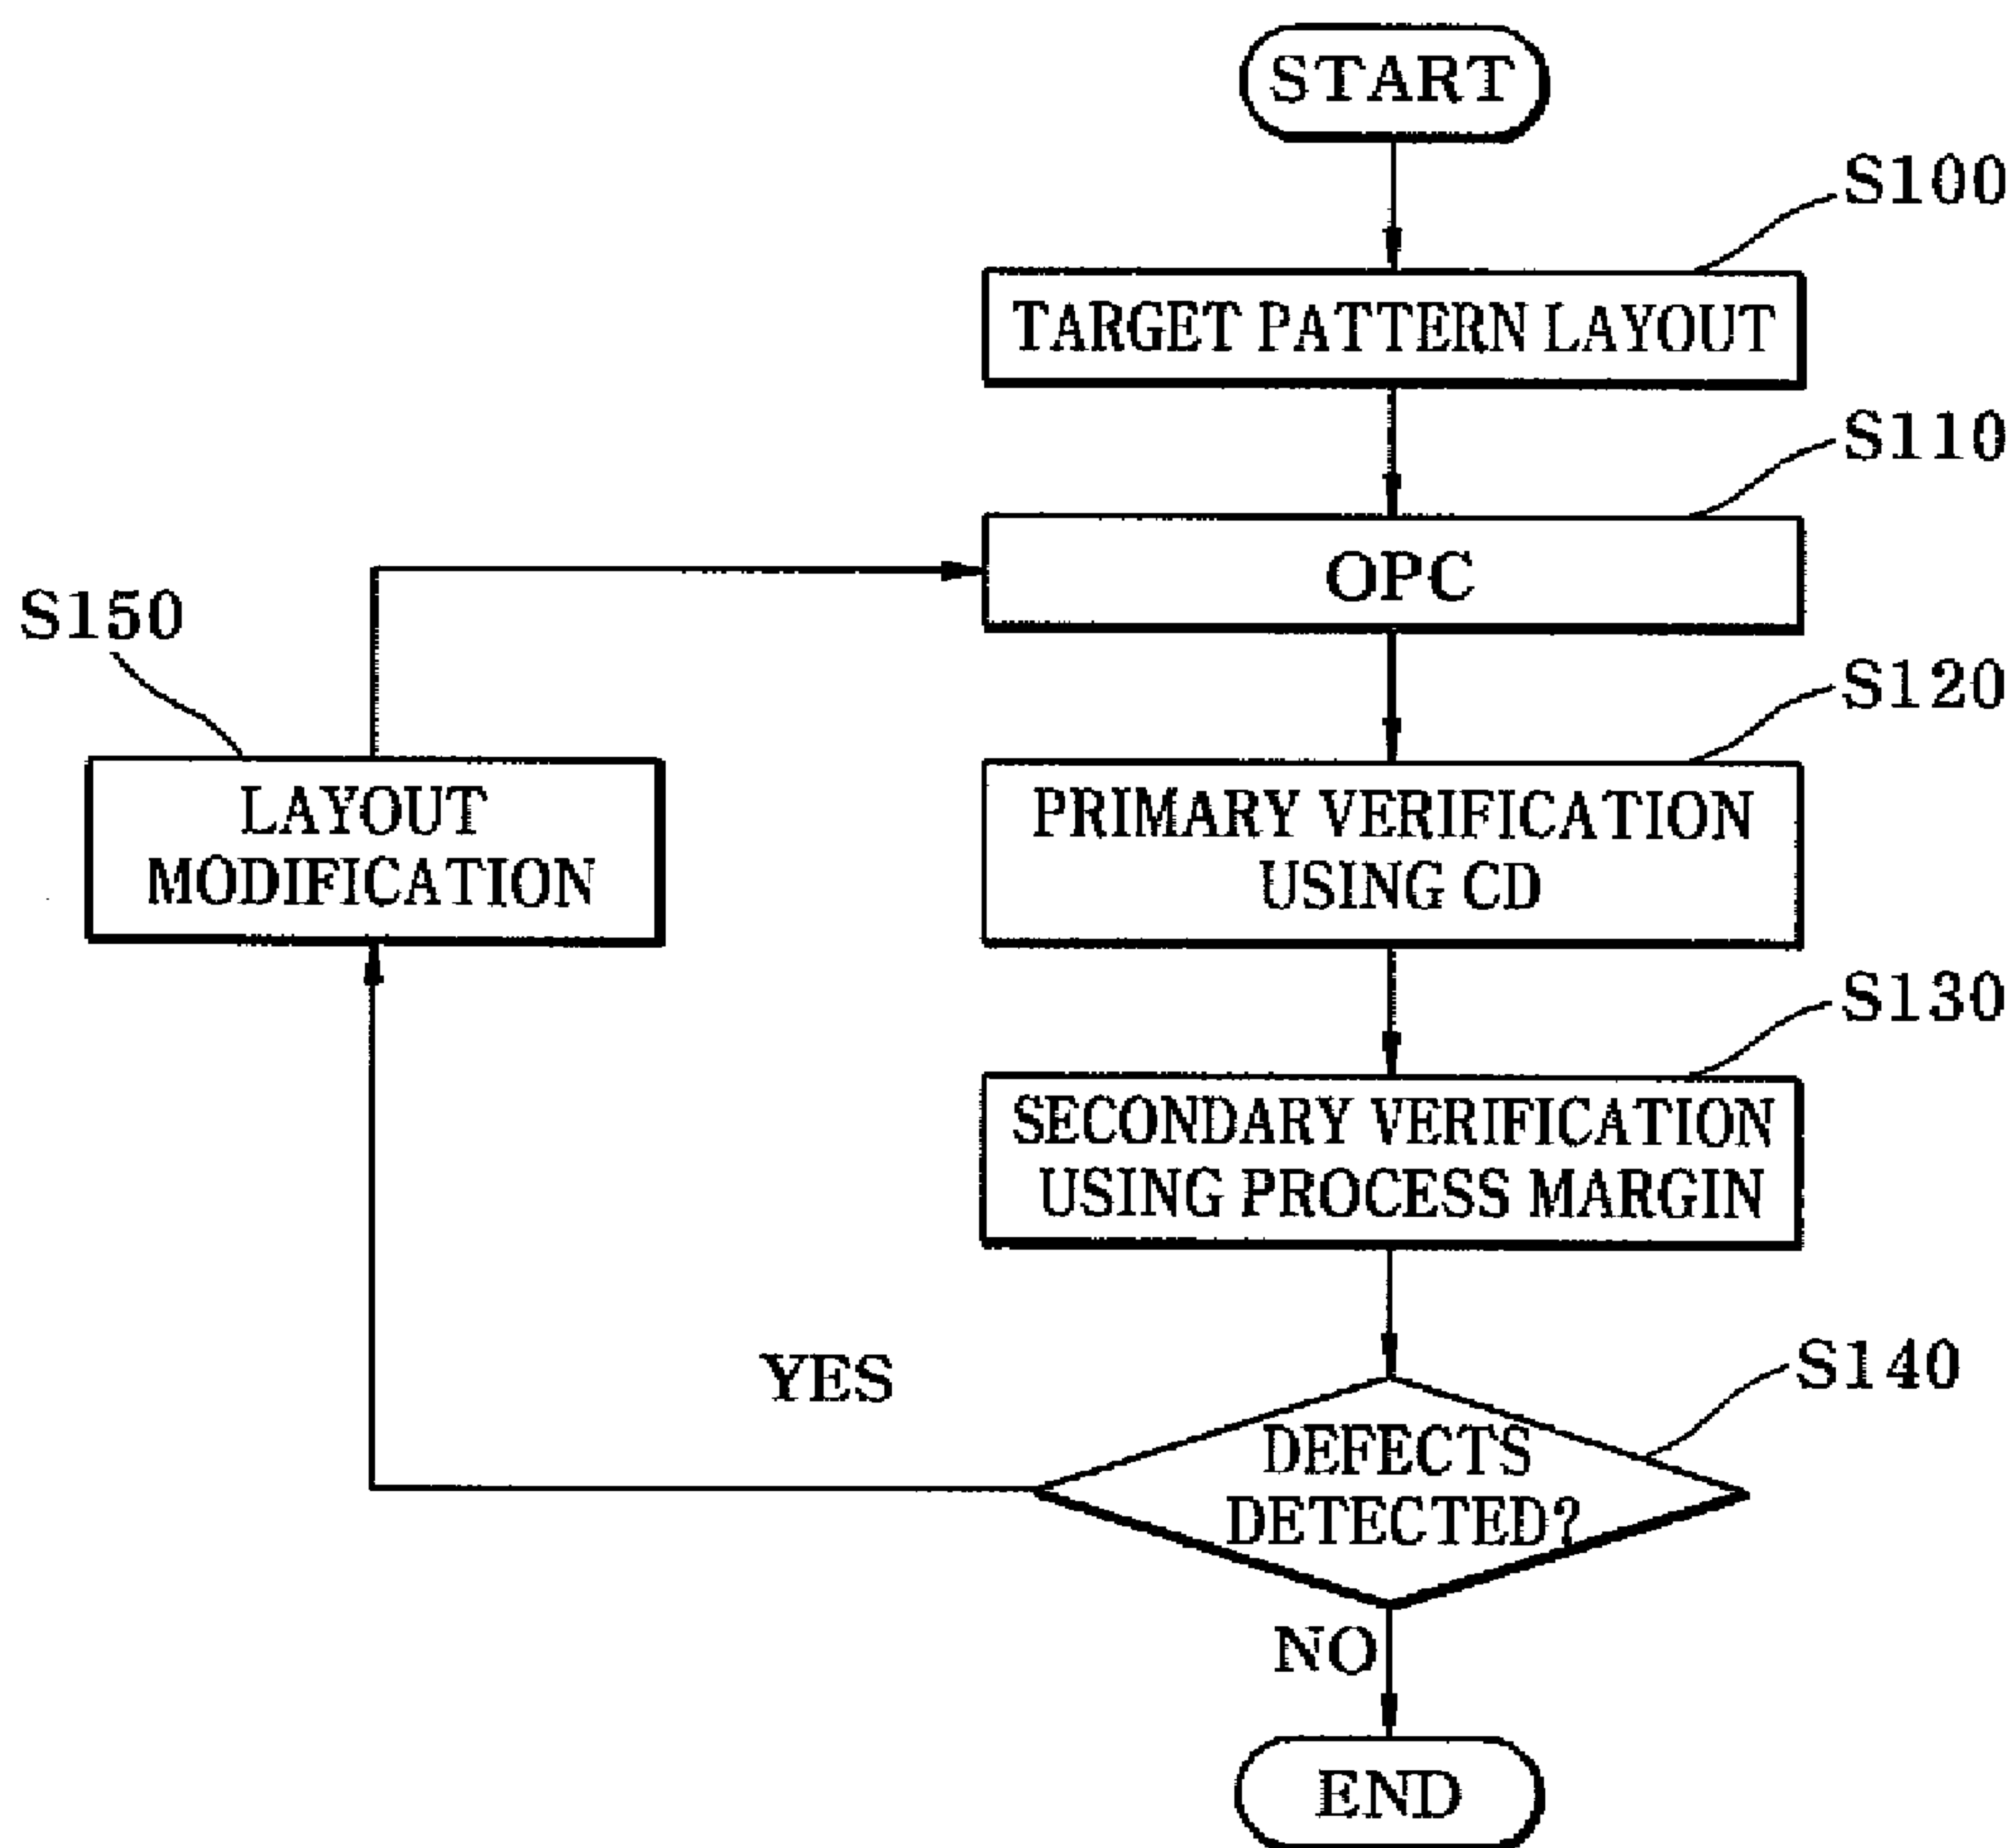 START
S100
TARGET PATTERN LAYOUT
S110
OPC
S150
S120
LAYOUT
MODIFICATION
PRIMARY VERIFICATION
USING CD
S130
SECONDARY VERIFICATION
USING PROCESS MARGIN
YES
S140
DEFECTS
DETECTED?
NO
END